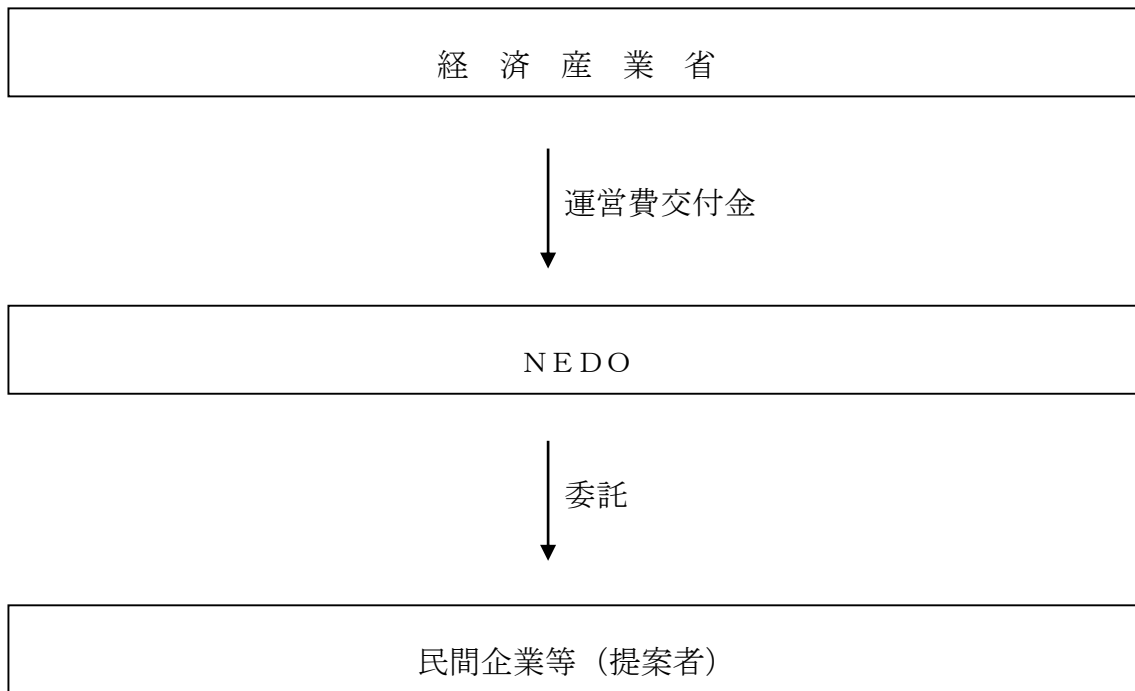 経　済　産　業　省
運営費交付金
ＮＥＤＯ
委託
民間企業等（提案者）